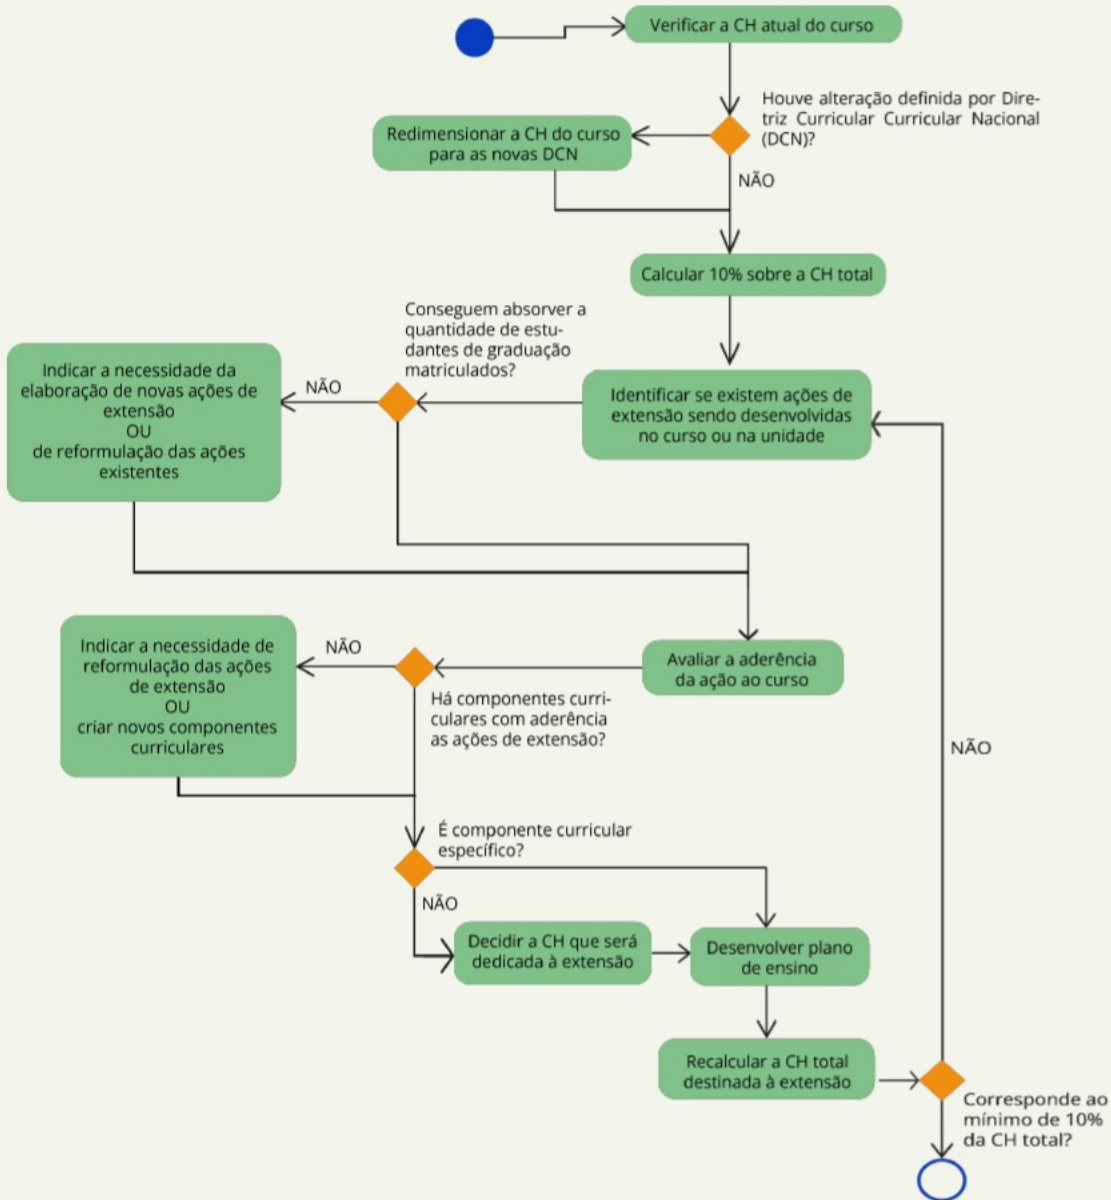 Verificar a CH atual do curso
Houve alteração definida por Dire-
triz Curricular Curricular Nacional
(DCN)?
Redimensionar a CH do curso
para as novas DCN
NÃO
Calcular 10% sobre a CH total
Conseguem absorver a
quantidade de estu-
dantes de graduação
matriculados?
Indicar a necessidade da
elaboração de novas ações de
extensão
OU
de reformulação das ações
existentes
NÃO
Identificar se existem ações de
extensão sendo desenvolvidas
no curso ou na unidade
Indicar a necessidade de
reformulação das ações
de extensão
OU
criar novos componentes
curriculares
NÃO
Avaliar a aderência
da ação ao curso
Há componentes curri-
culares com aderência
as ações de extensão?
NÃO
É componente curricular
específico?
NÃO
Decidir a CH que será
dedicada à extensão
Desenvolver plano
de ensino
Recalcular a CH total
destinada à extensão
Corresponde ao
mínimo de 10%
da CH total?